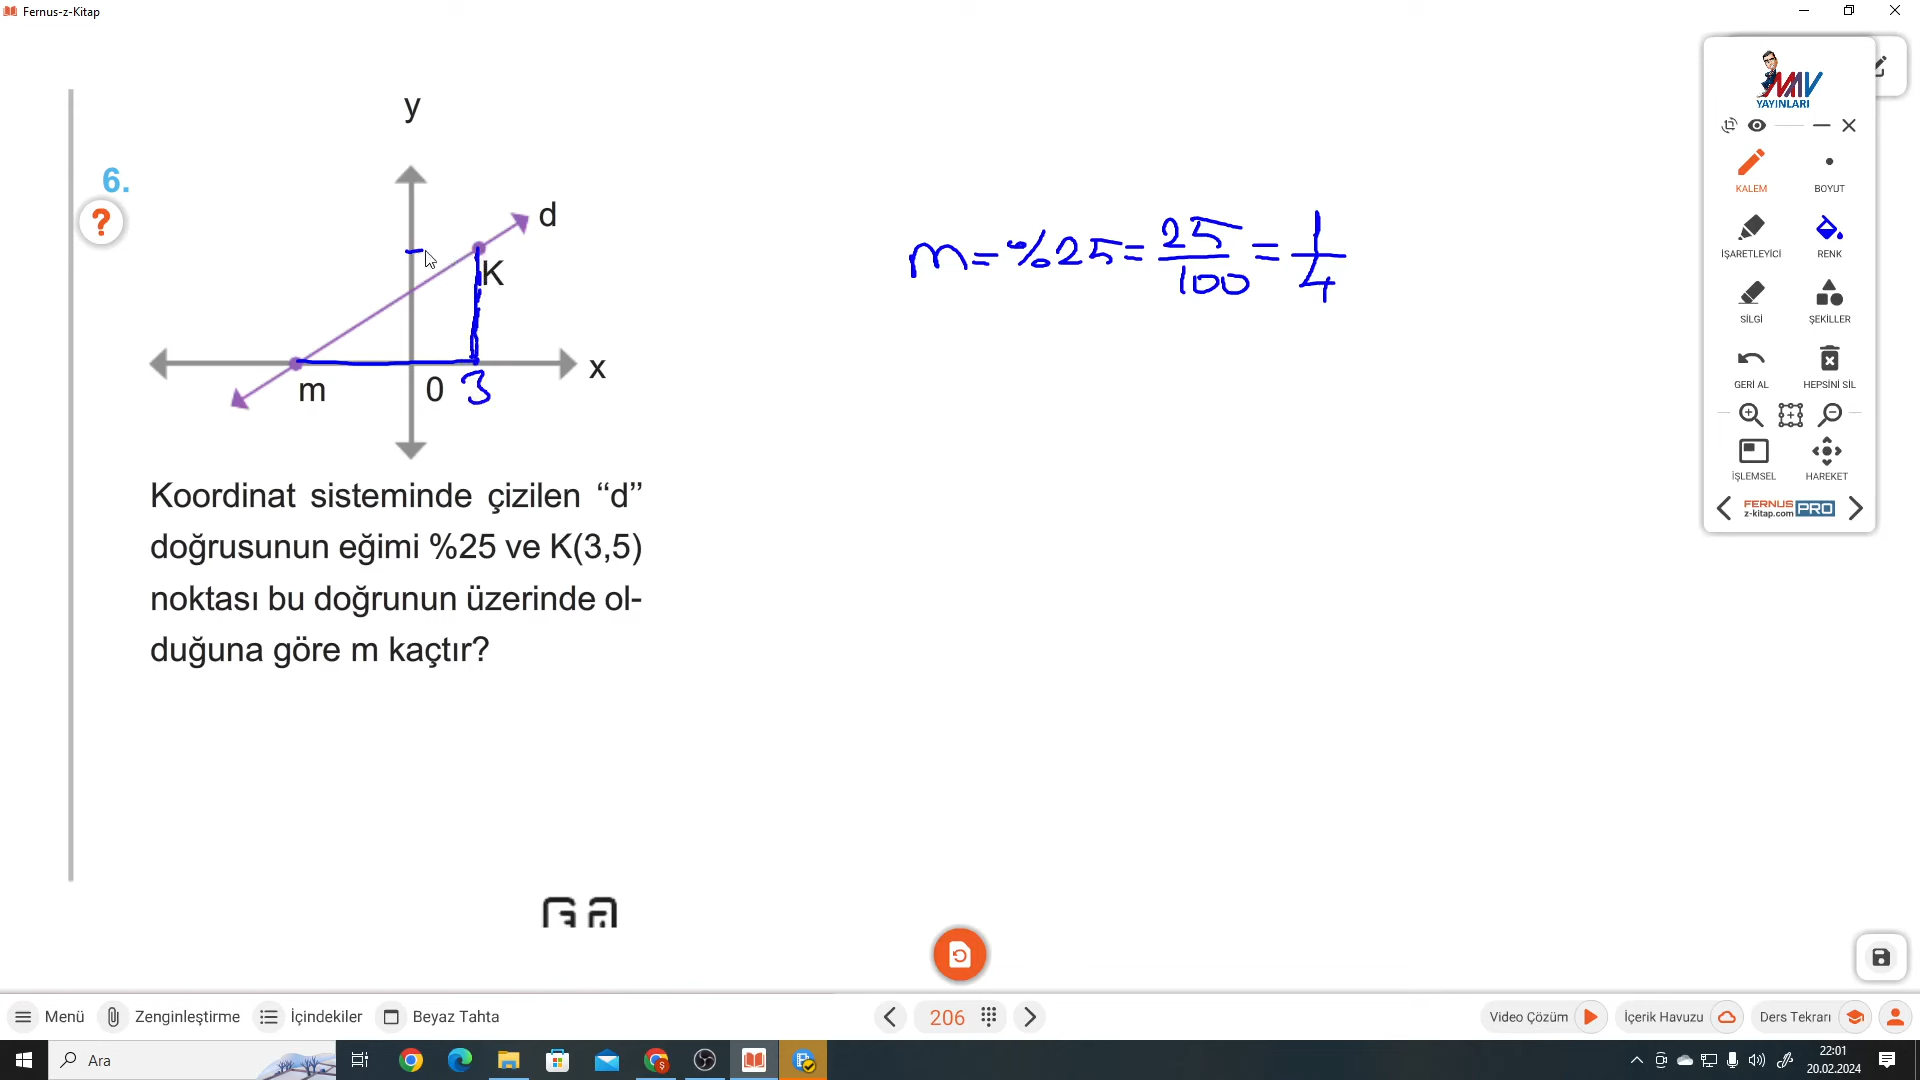 Fernus-z-Kitap
y
6.
?
d
K
x
m
0
3
m = %25 = 25/100 = 1/4
Koordinat sisteminde çizilen ‘‘d’’
doğrusunun eğimi %25 ve K(3,5)
noktası bu doğrunun üzerinde ol-
duğuna göre m kaçtır?
YAYINLARI
KALEM
BOYUT
İŞARETLEYİCİ
RENK
SİLGİ
ŞEKİLLER
GERİ AL
HEPSİNİ SİL
İŞLEMSEL
HAREKET
FERNUS
z-kitap.com
PRO
Menü
Zenginleştirme
İçindekiler
Beyaz Tahta
206
Video Çözüm
İçerik Havuzu
Ders Tekrarı
Ara
22:01
20.02.2024